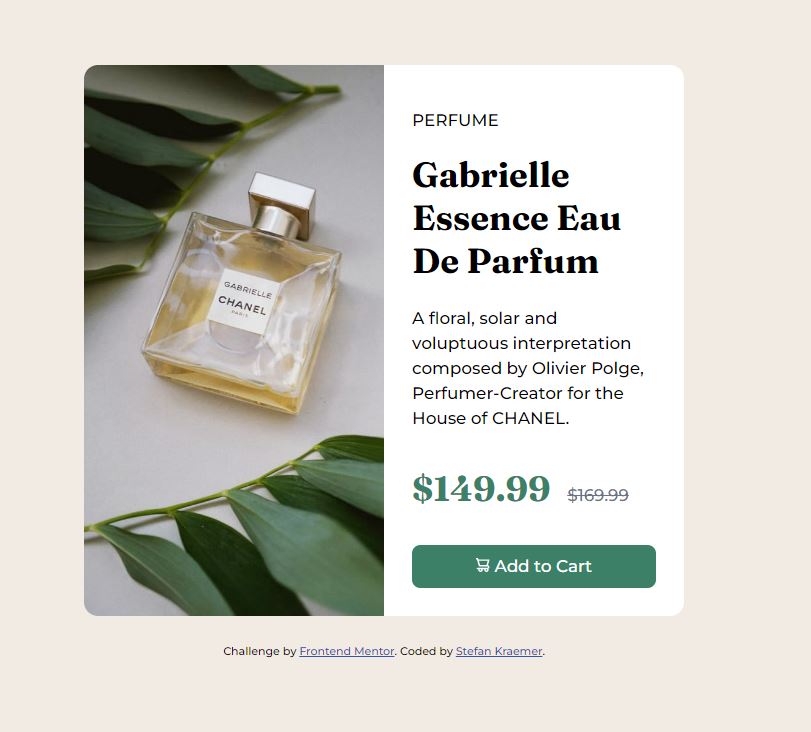 GABRIELLE
CHANEL
PARIS
PERFUME
Gabrielle
Essence Eau
De Parfum
A floral, solar and
voluptuous interpretation
composed by Olivier Polge,
Perfumer-Creator for the
House of CHANEL.
$149.99 $169.99
Add to Cart
Challenge by Frontend Mentor. Coded by Stefan Kraemer.